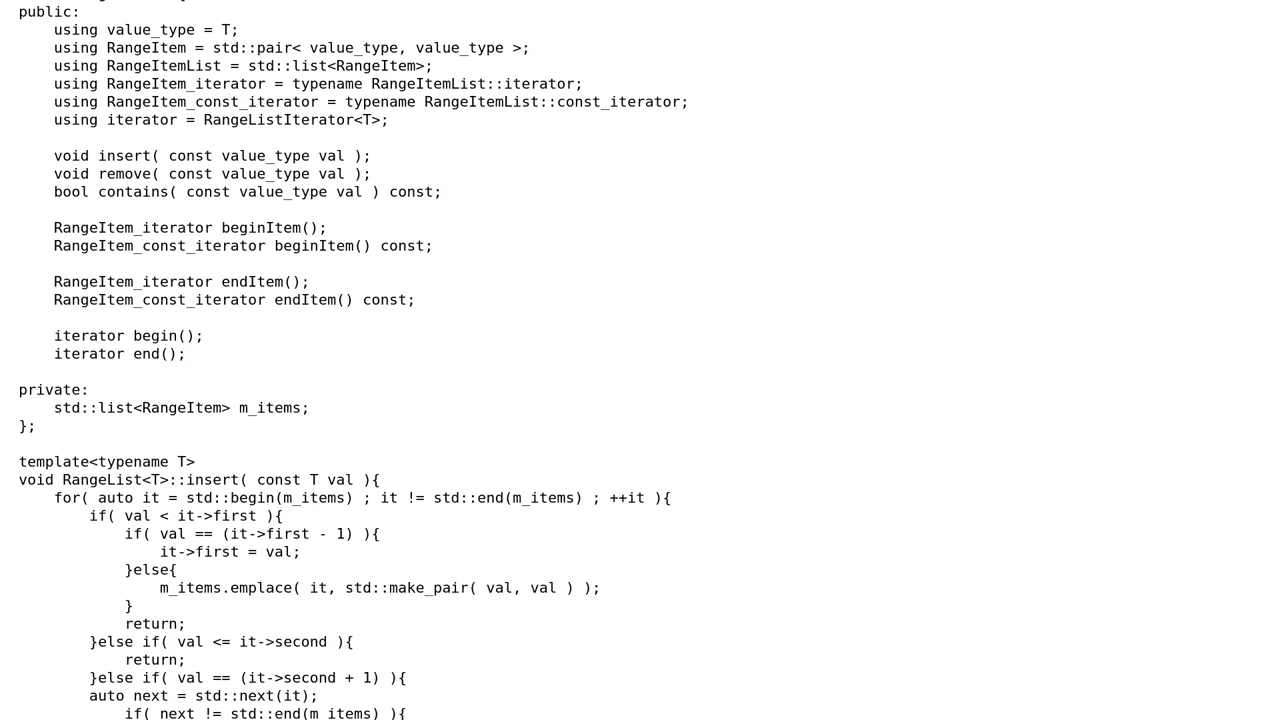 public:
    using value_type = T;
    using RangeItem = std::pair< value_type, value_type >;
    using RangeItemList = std::list<RangeItem>;
    using RangeItem_iterator = typename RangeItemList::iterator;
    using RangeItem_const_iterator = typename RangeItemList::const_iterator;
    using iterator = RangeListIterator<T>;

    void insert( const value_type val );
    void remove( const value_type val );
    bool contains( const value_type val ) const;

    RangeItem_iterator beginItem();
    RangeItem_const_iterator beginItem() const;

    RangeItem_iterator endItem();
    RangeItem_const_iterator endItem() const;

    iterator begin();
    iterator end();

private:
    std::list<RangeItem> m_items;
};

template<typename T>
void RangeList<T>::insert( const T val ){
    for( auto it = std::begin(m_items) ; it != std::end(m_items) ; ++it ){
        if( val < it->first ){
            if( val == (it->first - 1) ){
                it->first = val;
            }else{
                m_items.emplace( it, std::make_pair( val, val ) );
            }
            return;
        }else if( val <= it->second ){
            return;
        }else if( val == (it->second + 1) ){
        auto next = std::next(it);
            if( next != std::end(m_items) ){